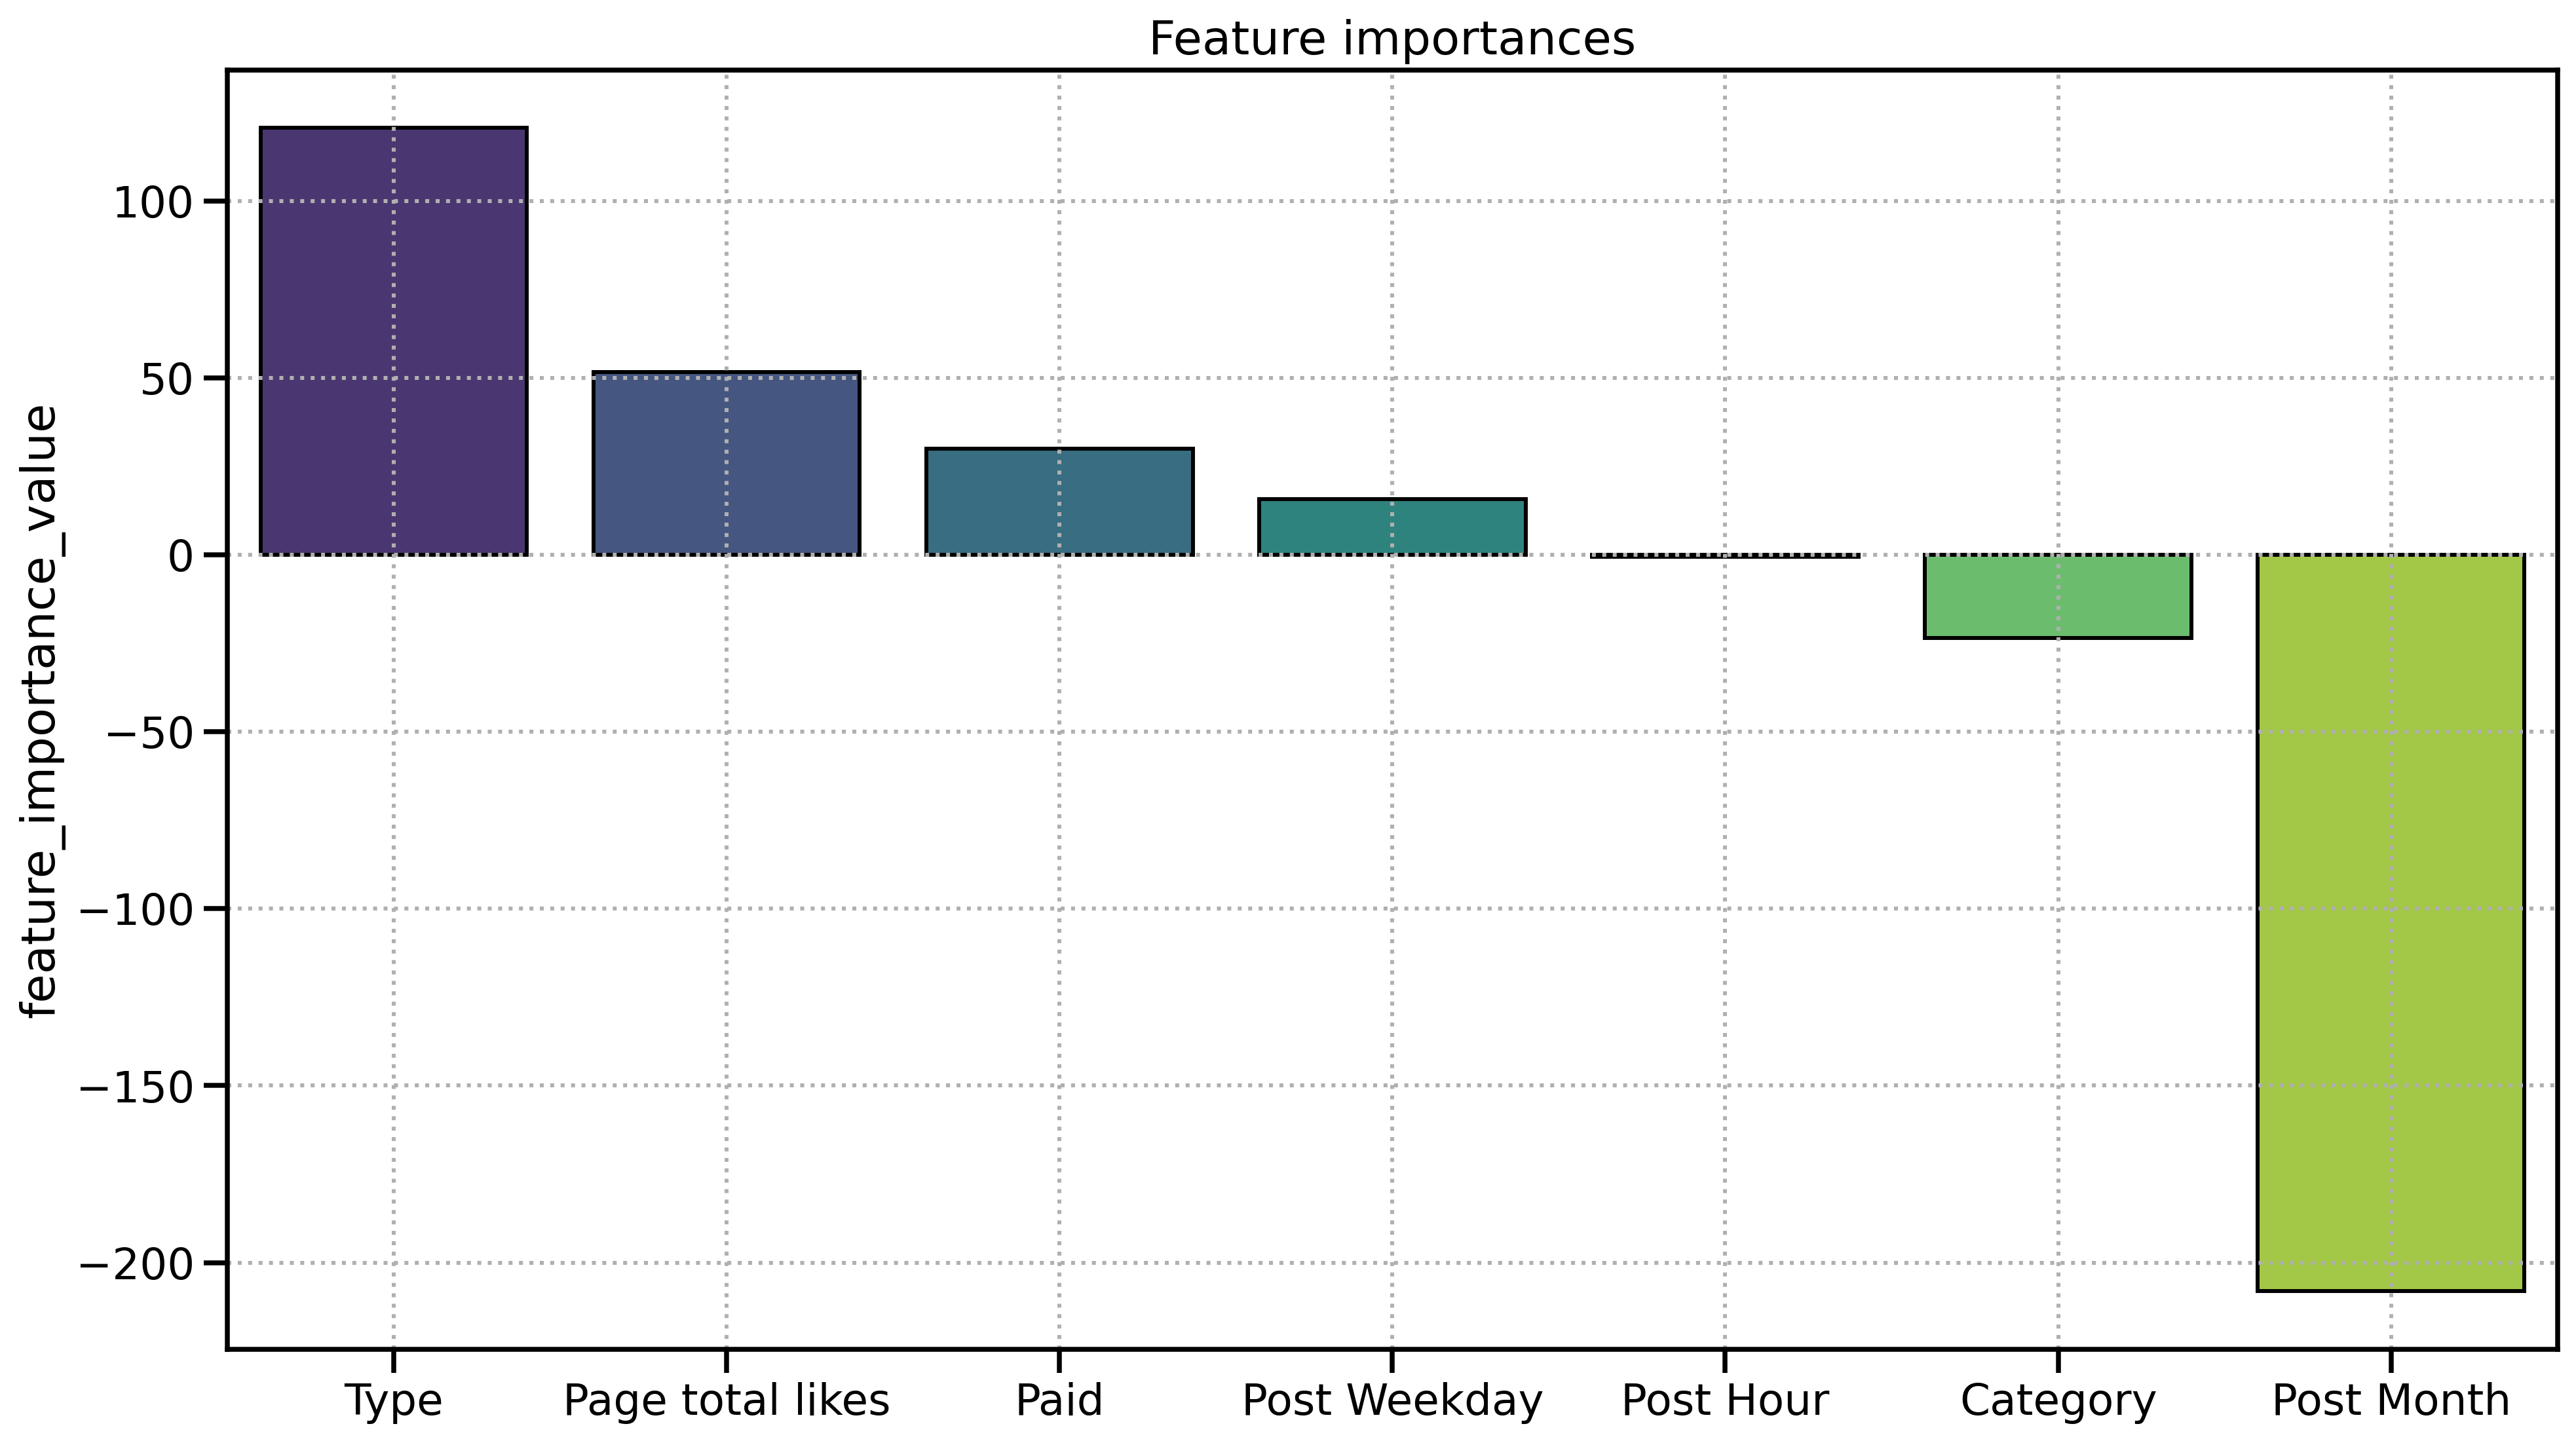 Feature importances
feature_importance_value
100
50
0
−50
−100
−150
−200
Type
Page total likes
Paid
Post Weekday
Post Hour
Category
Post Month